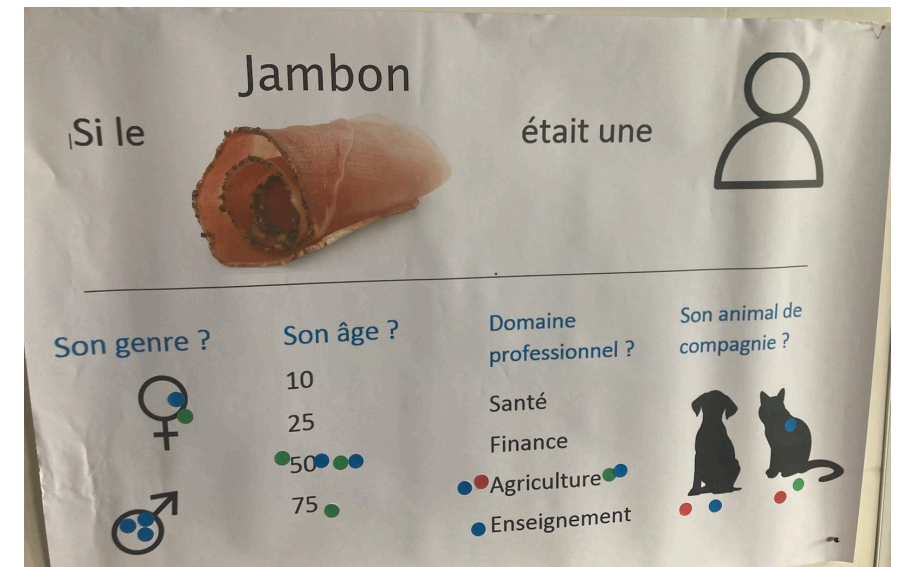 Jambon
Si le
était une
Son genre ?
Son âge ?
10
25
50
75
Domaine
professionnel ?
Santé
Finance
Agriculture
Enseignement
Son animal de
compagnie ?